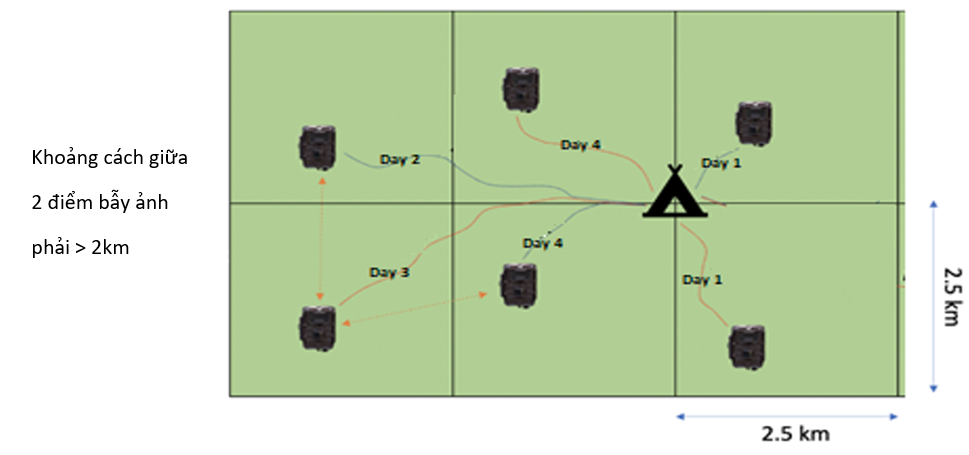 Khoảng cách giữa
2 điểm bẫy ảnh
phải > 2km
Day 4
Day 2
Day 1
Day 4
Day 3
Day 1
2.5 km
2.5 km